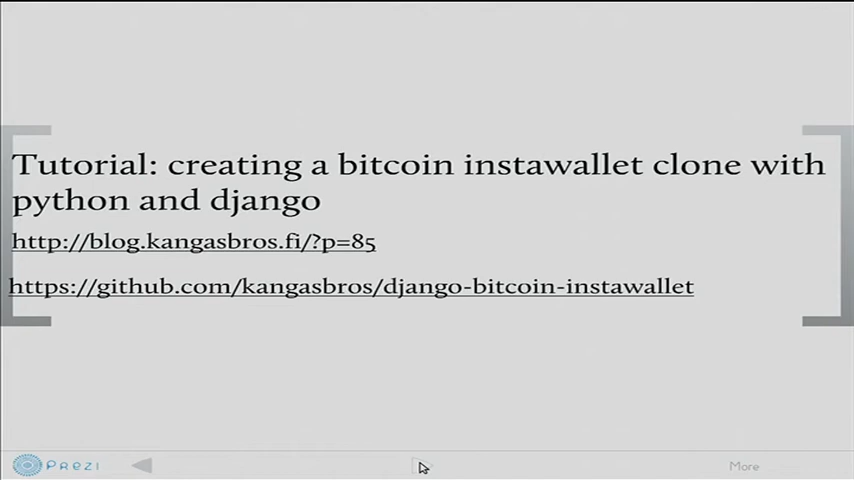 Tutorial: creating a bitcoin instawallet clone with
python and django
http://blog.kangasbros.fi/?p=85
https://github.com/kangasbros/django-bitcoin-instawallet
Prezi
More